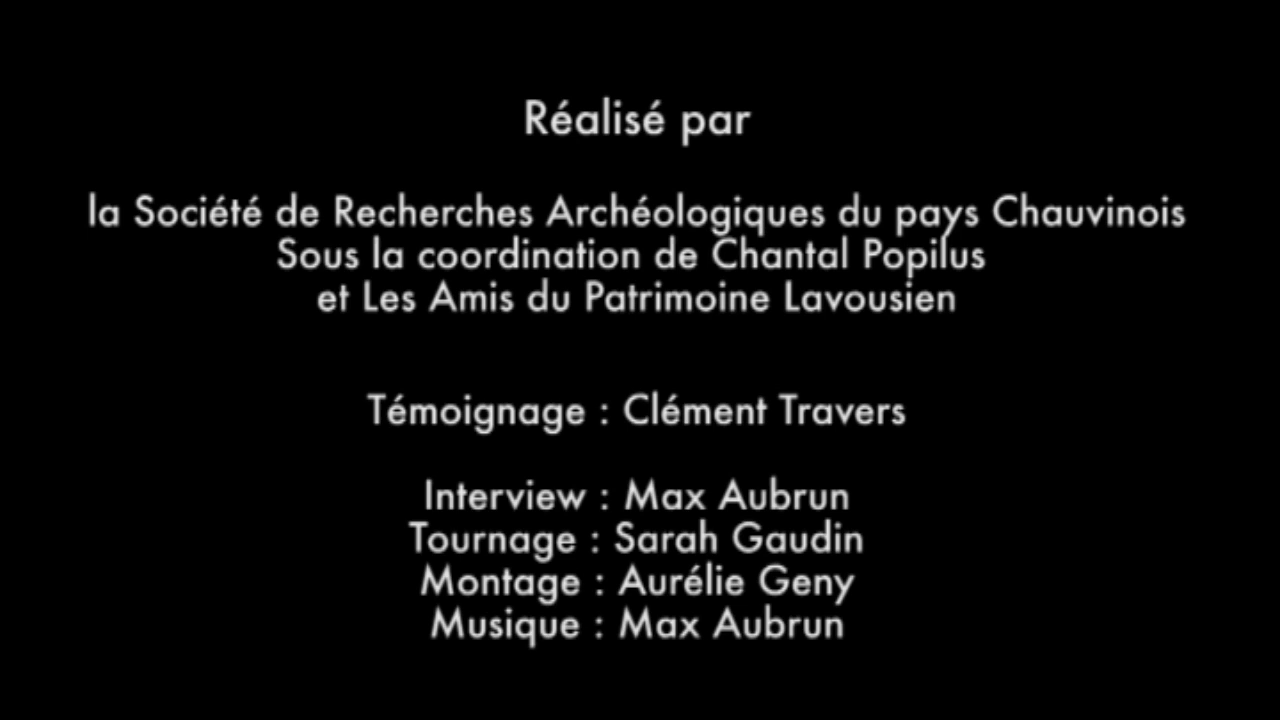 Réalisé par
la Société de Recherches Archéologiques du pays Chauvinois
Sous la coordination de Chantal Popilus
et Les Amis du Patrimoine Lavousien
Témoignage : Clément Travers
Interview : Max Aubrun
Tournage : Sarah Gaudin
Montage : Aurélie Geny
Musique : Max Aubrun